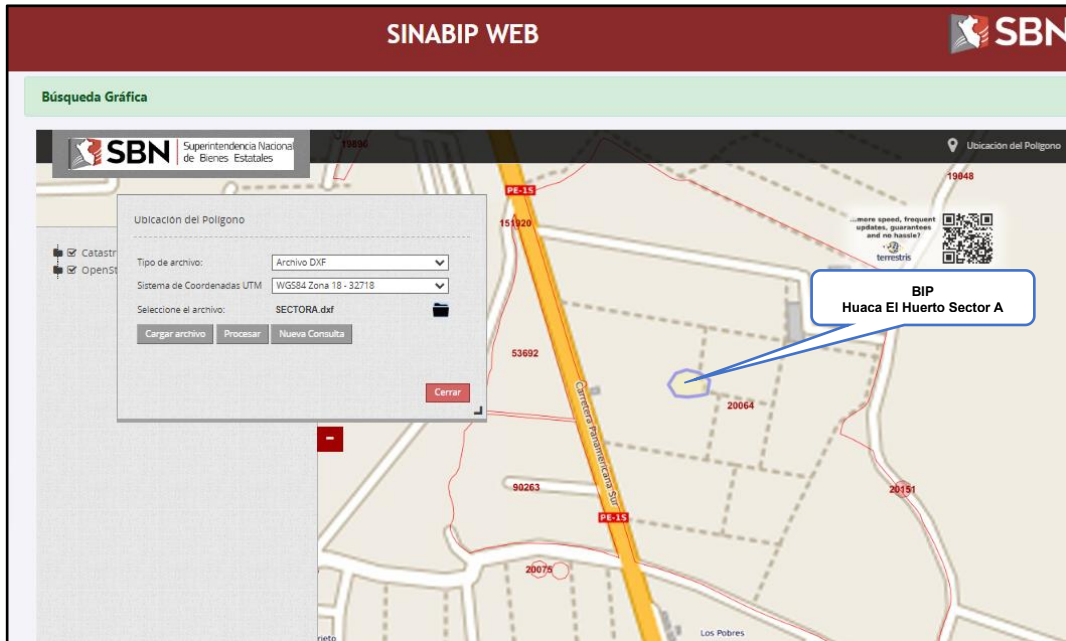 SINABIP WEB
SBN
Búsqueda Gráfica
SBN
Superintendencia Nacional
de Bienes Estatales
19896
Ubicación del Polígono
19848
PE-1S
151920
...more speed, frequent
updates, guarantees
and no hassle?
terrestris
Ubicación del Polígono
Catastr
OpenSt
Tipo de archivo:
Archivo DXF
Sistema de Coordenadas UTM
WGS84 Zona 18 - 32718
Seleccione el archivo:
SECTORA.dxf
Cargar archivo
Procesar
Nueva Consulta
Cerrar
BIP
Huaca El Huerto Sector A
53692
20064
Carretera Panamericana Sur
-
90263
20151
PE-1S
20075
Los Pobres
rieto